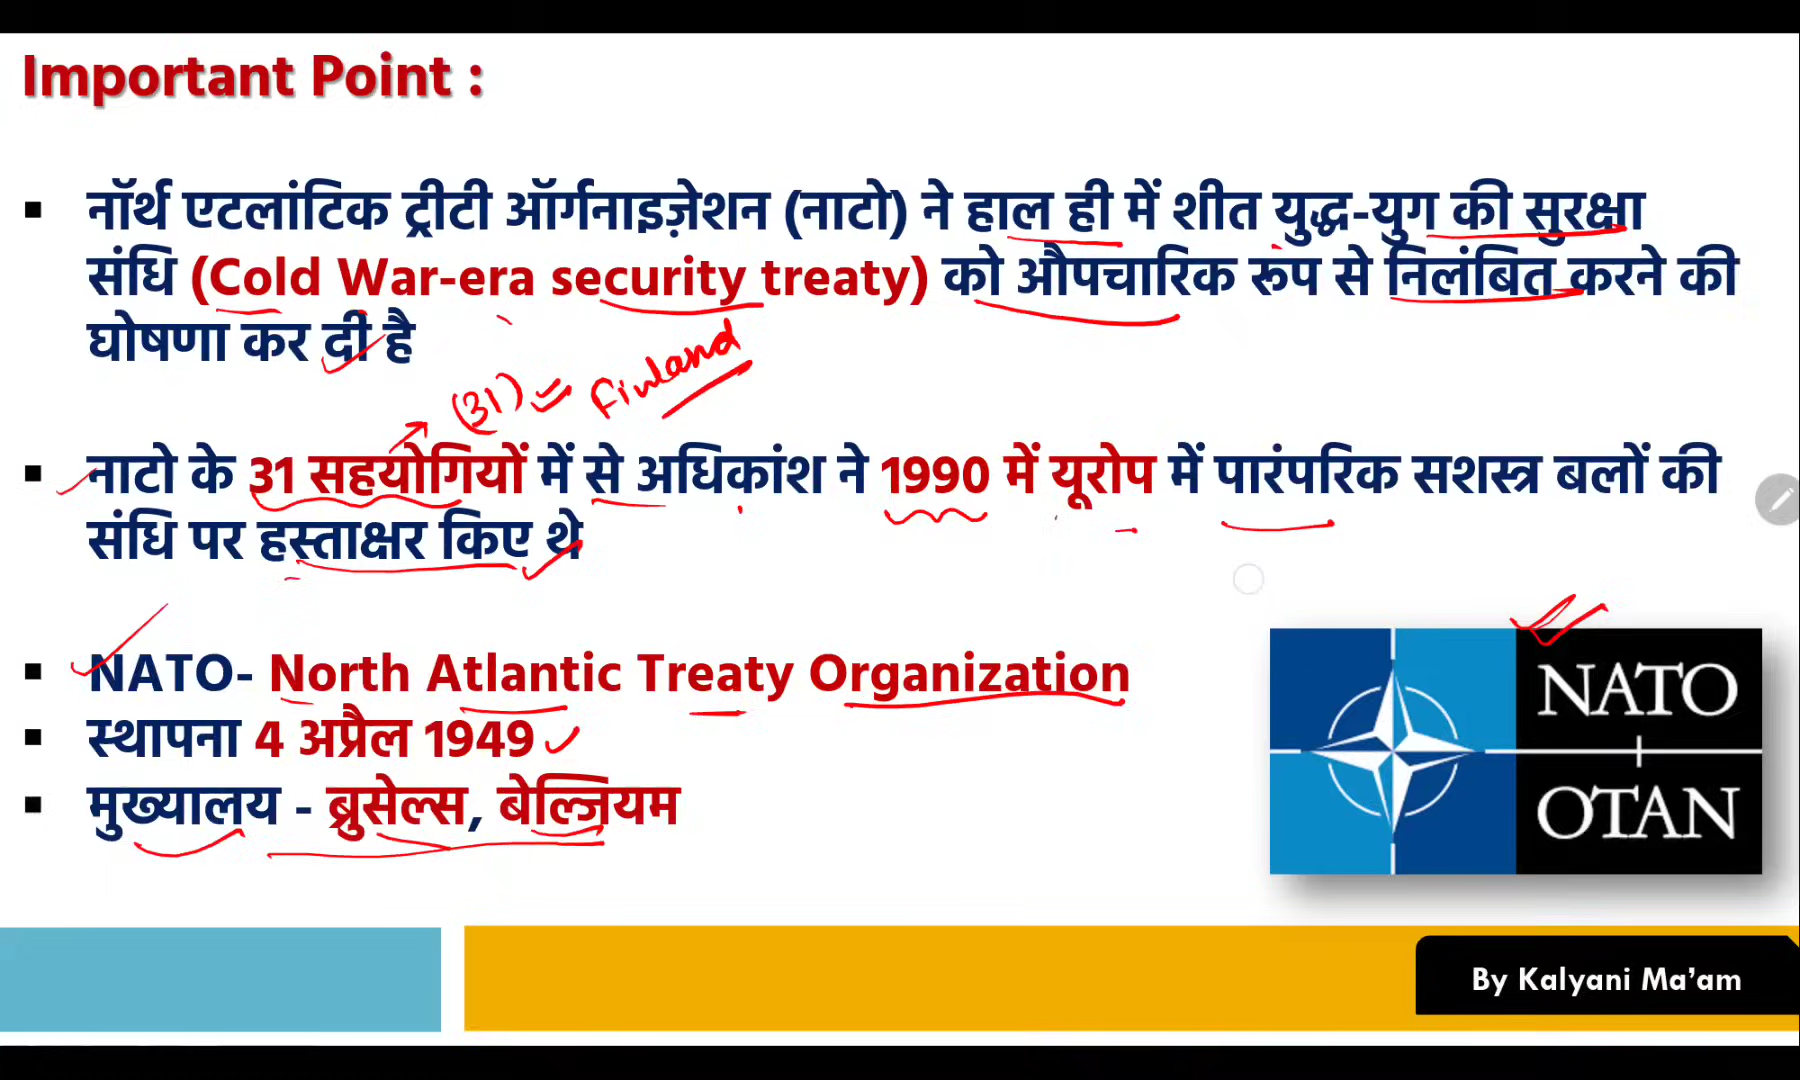 Important Point :
▪ नॉर्थ एटलांटिक ट्रीटी ऑर्गनाइज़ेशन (नाटो) ने हाल ही में शीत युद्ध-युग की सुरक्षा
संधि (Cold War-era security treaty) को औपचारिक रूप से निलंबित करने की
घोषणा कर दी है
(31) Finland
▪ नाटो के 31 सहयोगियों में से अधिकांश ने 1990 में यूरोप में पारंपरिक सशस्त्र बलों की
संधि पर हस्ताक्षर किए थे
▪ NATO- North Atlantic Treaty Organization
▪ स्थापना 4 अप्रैल 1949
▪ मुख्यालय - ब्रुसेल्स, बेल्जियम
NATO
OTAN
By Kalyani Ma’am